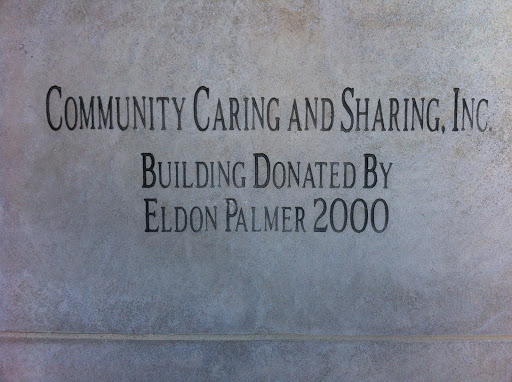 Community Caring and Sharing, Inc.
Building Donated By
Eldon Palmer 2000